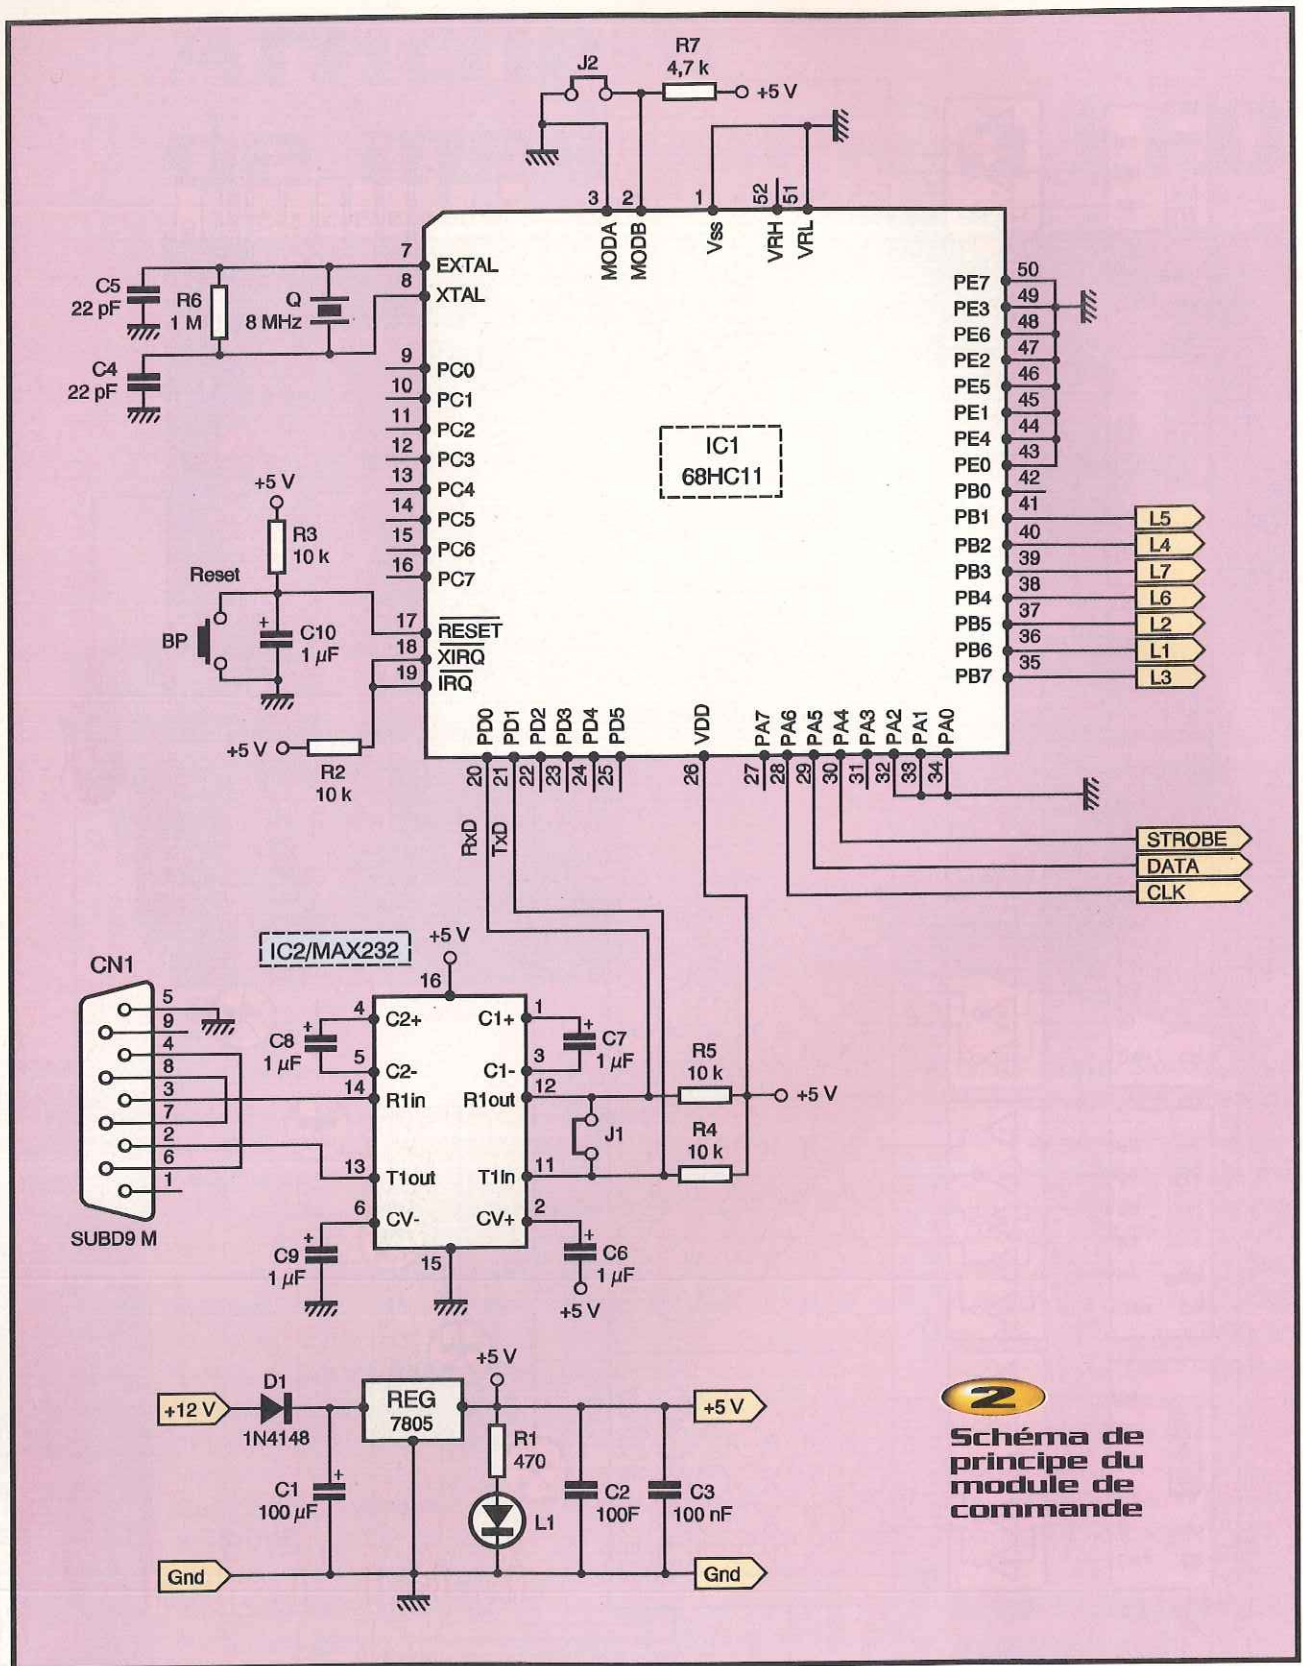 R7
4,7 k
J2
+5 V
3
2
1
52
51
MODA
MODB
Vss
VRH
VRL
7
EXTAL
8
XTAL
C5
22 pF
R6
1 M
Q
8 MHz
C4
22 pF
9
PC0
10
PC1
11
PC2
12
PC3
13
PC4
14
PC5
15
PC6
16
PC7
IC1
68HC11
PE7
50
PE3
49
PE6
48
PE2
47
PE5
46
PE1
45
PE4
44
PE0
43
PB0
42
PB1
41
L5
PB2
40
L4
PB3
39
L7
PB4
38
L6
PB5
37
L2
PB6
36
L1
PB7
35
L3
+5 V
R3
10 k
Reset
BP
+
C10
1 µF
17
RESET
18
XIRQ
19
IRQ
+5 V
R2
10 k
PD0
PD1
PD2
PD3
PD4
PD5
VDD
PA7
PA6
PA5
PA4
PA3
PA2
PA1
PA0
20
21
22
23
24
25
26
27
28
29
30
31
32
33
34
RxD
TxD
STROBE
DATA
CLK
IC2/MAX232
+5 V
CN1
5
9
4
8
3
7
2
6
1
SUBD9 M
16
4
C2+
C1+
1
+
C8
1 µF
+
C7
1 µF
5
C2-
C1-
3
14
R1in
R1out
12
13
T1out
T1in
11
6
CV-
CV+
2
15
J1
R5
10 k
+5 V
R4
10 k
+
C9
1 µF
+
C6
1 µF
+5 V
+12 V
D1
1N4148
REG
7805
+5 V
+5 V
R1
470
+
C1
100 µF
L1
C2
100F
C3
100 nF
Gnd
Gnd
2
Schéma de
principe du
module de
commande